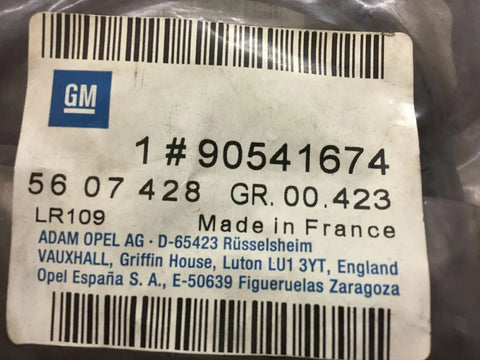 GM
1 # 90541674
56 07 428 GR. 00.423
LR109 Made in France
ADAM OPEL AG · D-65423 Rüsselsheim
VAUXHALL, Griffin House, Luton LU1 3YT, England
Opel España S. A., E-50639 Figueruelas Zaragoza